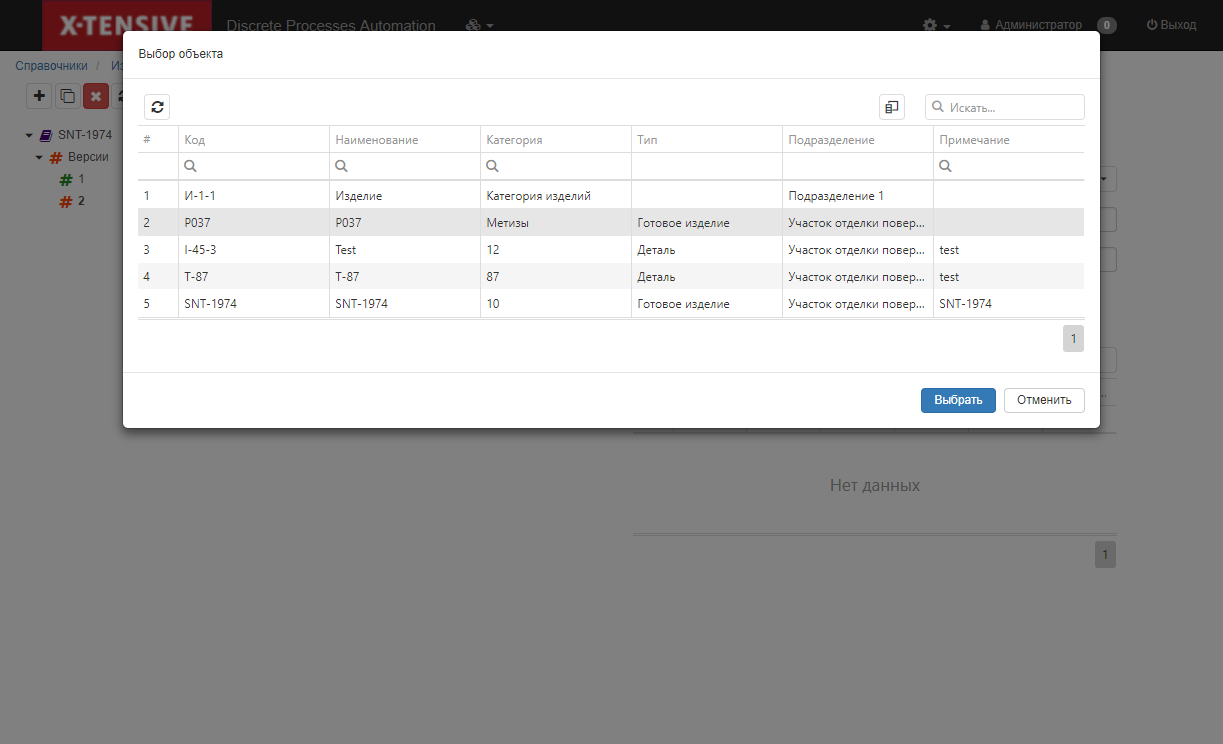 X-TENSIVE
Discrete Processes Automation
Администратор
0
Выход
Справочники /
SNT-1974
Версии
1
2
Выбор объекта
Искать...
# Код Наименование Категория Тип Подразделение Примечание
1 И-1-1 Изделие Категория изделий Подразделение 1
2 P037 P037 Метизы Готовое изделие Участок отделки повер...
3 I-45-3 Test 12 Деталь Участок отделки повер... test
4 T-87 T-87 87 Деталь Участок отделки повер... test
5 SNT-1974 SNT-1974 10 Готовое изделие Участок отделки повер... SNT-1974
1
Выбрать Отменить
Нет данных
1